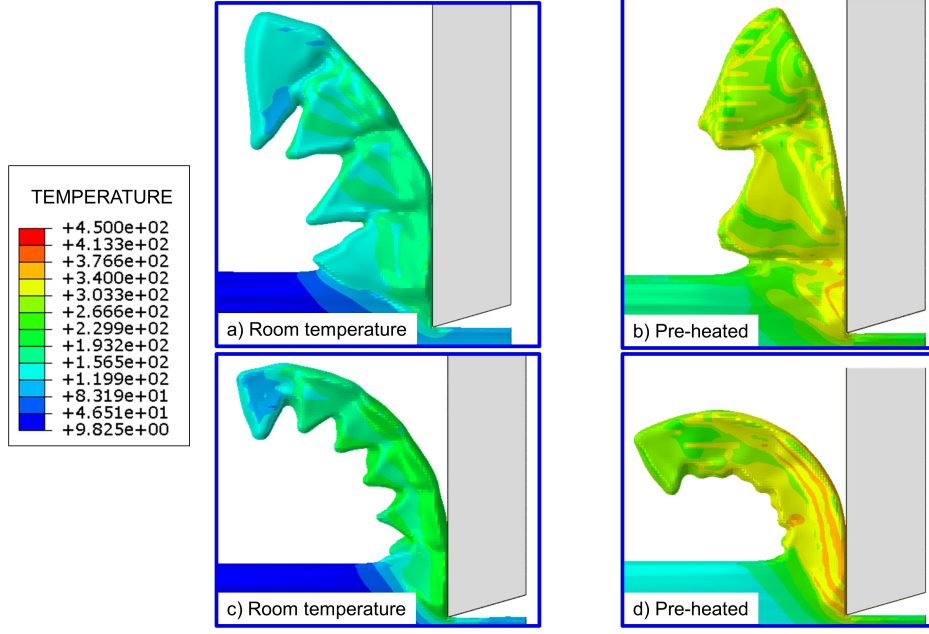 TEMPERATURE
+4.500e+02
+4.133e+02
+3.766e+02
+3.400e+02
+3.033e+02
+2.666e+02
+2.299e+02
+1.932e+02
+1.565e+02
+1.199e+02
+8.319e+01
+4.651e+01
+9.825e+00
a) Room temperature
b) Pre-heated
c) Room temperature
d) Pre-heated